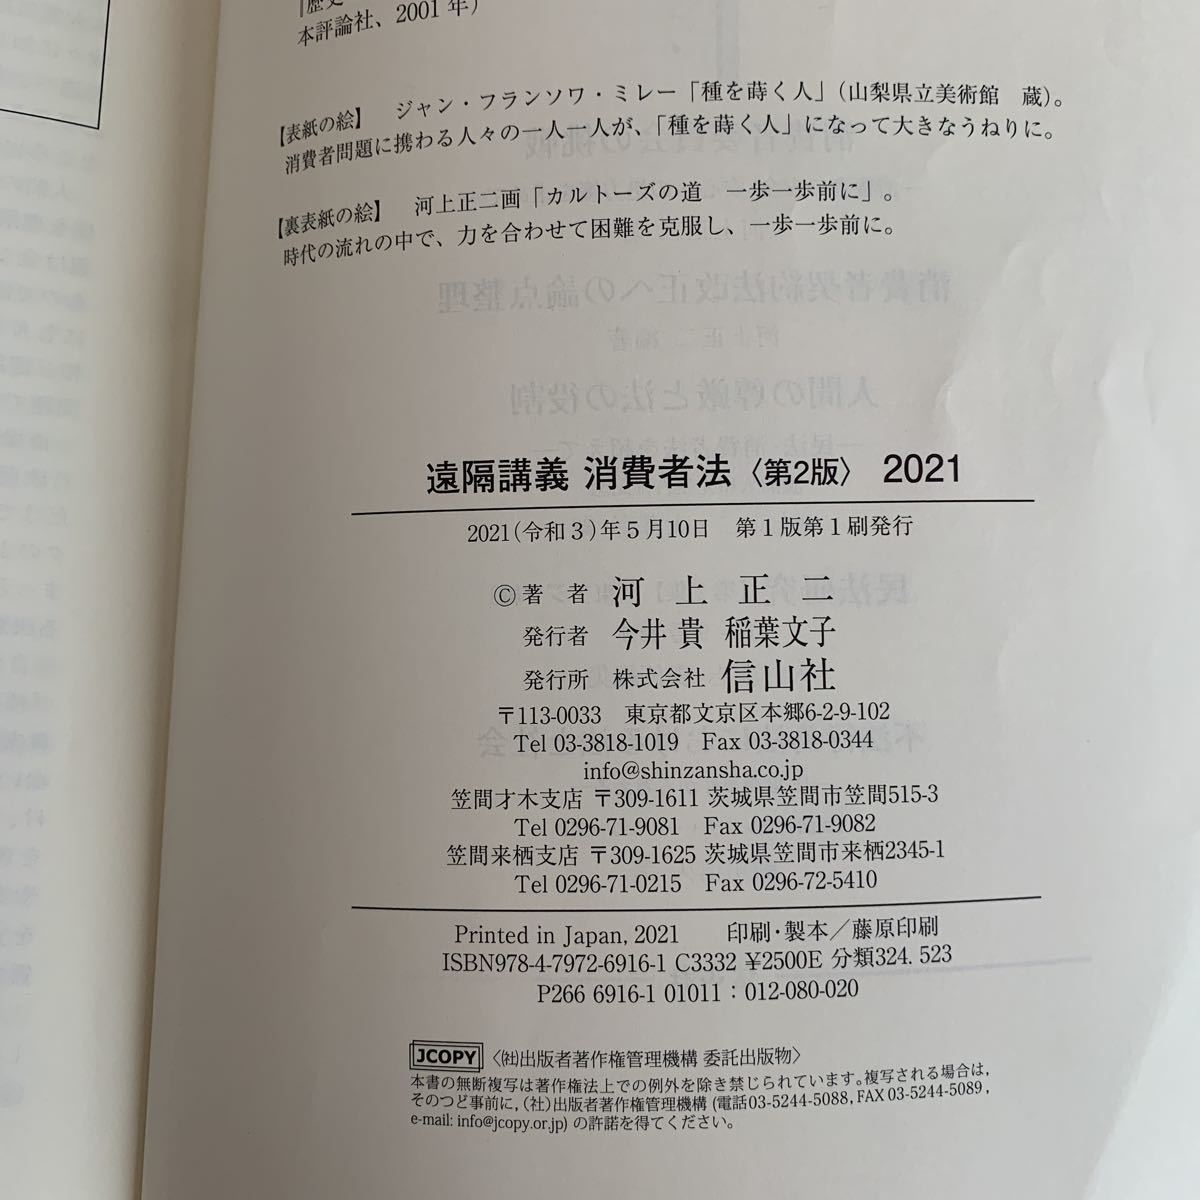 『歴史
本評論社、2001年）
【表紙の絵】 ジャン・フランソワ・ミレー「種を蒔く人」（山梨県立美術館 蔵）。
消費者問題に携わる人々の一人一人が、「種を蒔く人」になって大きなうねりに。
【裏表紙の絵】 河上正二画「カルトーズの道 一歩一歩前に」。
時代の流れの中で、力を合わせて困難を克服し、一歩一歩前に。
遠隔講義 消費者法〈第2版〉 2021
2021(令和3)年5月10日 第1版第1刷発行
©著 者 河 上 正 二
発行者 今井 貴 稲葉文子
発行所 株式会社 信山社
〒113-0033 東京都文京区本郷6-2-9-102
Tel 03-3818-1019 Fax 03-3818-0344
info@shinzansha.co.jp
笠間才木支店 〒309-1611 茨城県笠間市笠間515-3
Tel 0296-71-9081 Fax 0296-71-9082
笠間来栖支店 〒309-1625 茨城県笠間市来栖2345-1
Tel 0296-71-0215 Fax 0296-72-5410
Printed in Japan, 2021 印刷・製本／藤原印刷
ISBN978-4-7972-6916-1 C3332 ¥2500E 分類324. 523
P266 6916-1 01011：012-080-020
JCOPY 〈㈳出版者著作権管理機構 委託出版物〉
本書の無断複写は著作権法上での例外を除き禁じられています。複写される場合は、
そのつど事前に、(社)出版者著作権管理機構 (電話03-5244-5088, FAX 03-5244-5089,
e-mail: info@jcopy.or.jp) の許諾を得てください。